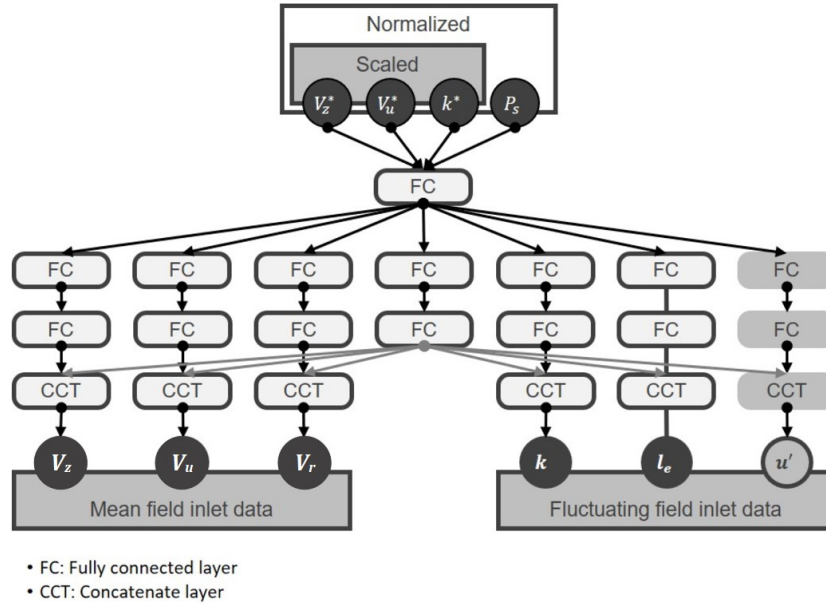 Normalized
Scaled
V_z^* V_u^* k^* P_s
FC
FC FC FC FC FC FC FC
FC FC FC FC FC FC FC
CCT CCT CCT CCT CCT CCT
V_z V_u V_r k l_e u'
Mean field inlet data Fluctuating field inlet data
• FC: Fully connected layer
• CCT: Concatenate layer